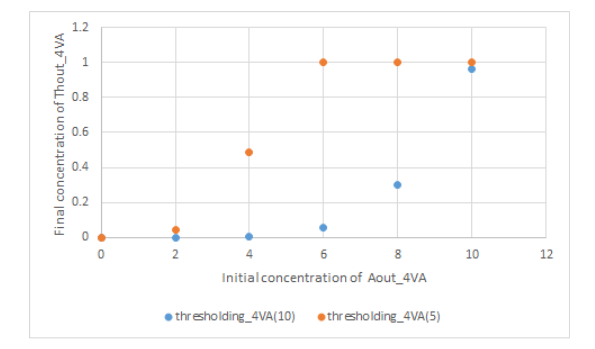 1.2
1
0.8
0.6
0.4
0.2
0
Final concentration of Thout_4VA
0 2 4 6 8 10 12
Initial concentration of Aout_4VA
thresholding_4VA(10) thresholding_4VA(5)